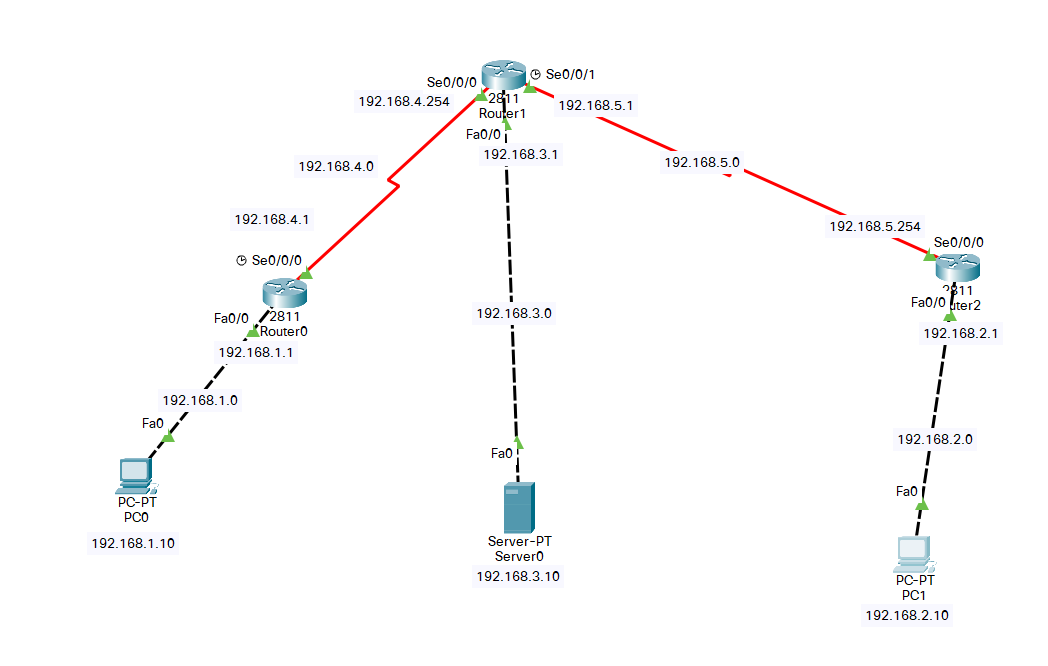 Se0/0/1
Se0/0/0
192.168.4.254
2811
Router1
192.168.5.1
Fa0/0
192.168.3.1
192.168.4.0
192.168.5.0
192.168.4.1
192.168.5.254
Se0/0/0
Se0/0/0
2811
Router0
Fa0/0
192.168.1.1
2811
uter2
Fa0/0
192.168.2.1
192.168.3.0
192.168.1.0
Fa0
192.168.2.0
Fa0
Fa0
PC-PT
PC0
192.168.1.10
Server-PT
Server0
192.168.3.10
PC-PT
PC1
192.168.2.10